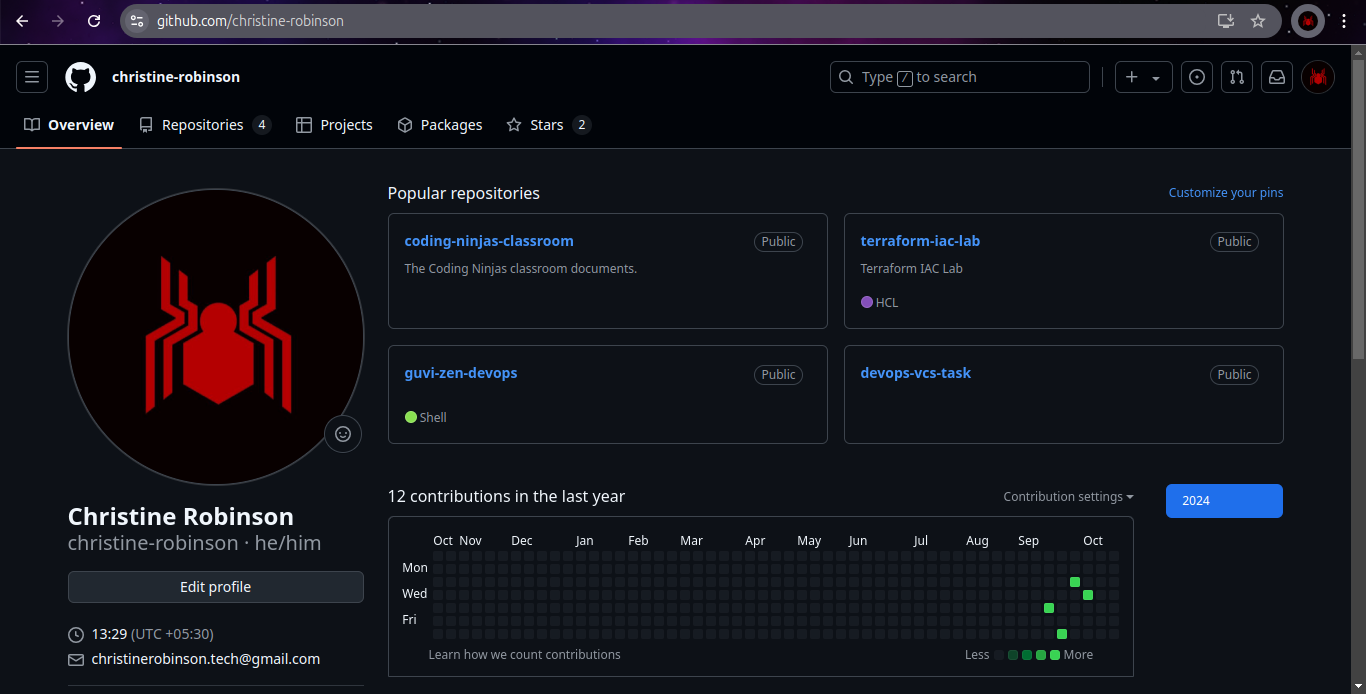 github.com/christine-robinson
christine-robinson
Type / to search
Overview
Repositories 4
Projects
Packages
Stars 2
Popular repositories
Customize your pins
coding-ninjas-classroom
Public
The Coding Ninjas classroom documents.
terraform-iac-lab
Public
Terraform IAC Lab
HCL
guvi-zen-devops
Public
Shell
devops-vcs-task
Public
12 contributions in the last year
Contribution settings
2024
Oct Nov Dec Jan Feb Mar Apr May Jun Jul Aug Sep Oct
Mon
Wed
Fri
Learn how we count contributions
Less More
Christine Robinson
christine-robinson · he/him
Edit profile
13:29 (UTC +05:30)
christinerobinson.tech@gmail.com